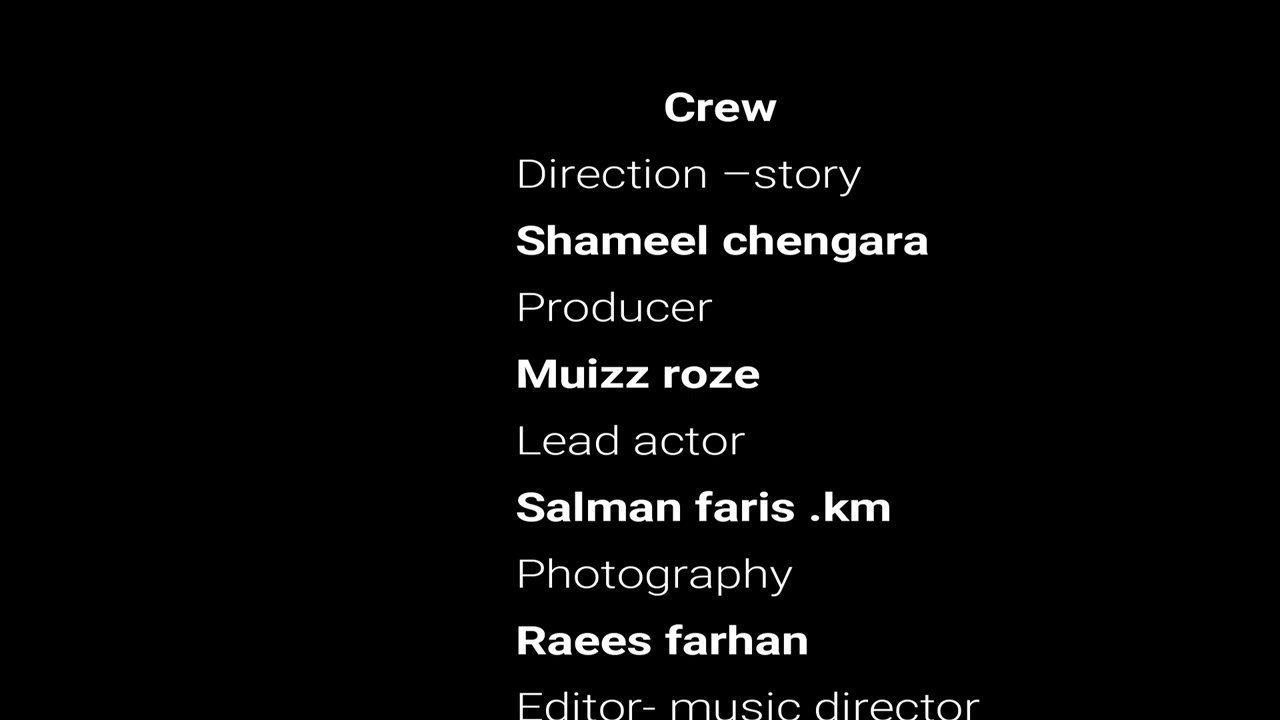 Crew
Direction –story
Shameel chengara
Producer
Muizz roze
Lead actor
Salman faris .km
Photography
Raees farhan
Editor- music director